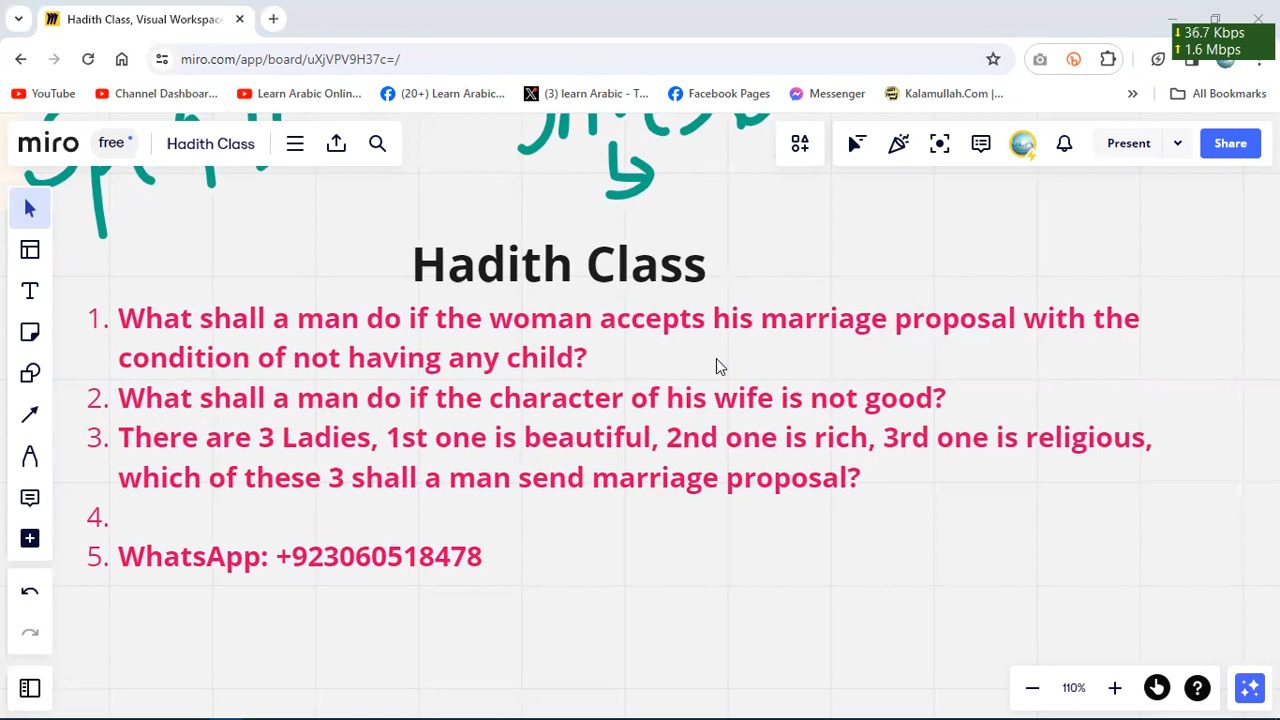 Hadith Class, Visual Workspac
36.7 Kbps
1.6 Mbps
miro.com/app/board/uXjVPV9H37c=/
YouTube
Channel Dashboar...
Learn Arabic Onlin...
(20+) Learn Arabic...
(3) learn Arabic - T...
Facebook Pages
Messenger
Kalamullah.Com |...
All Bookmarks
miro
free
Hadith Class
Present
Share
Hadith Class
1. What shall a man do if the woman accepts his marriage proposal with the
condition of not having any child?
2. What shall a man do if the character of his wife is not good?
3. There are 3 Ladies, 1st one is beautiful, 2nd one is rich, 3rd one is religious,
which of these 3 shall a man send marriage proposal?
4.
5. WhatsApp: +923060518478
110%